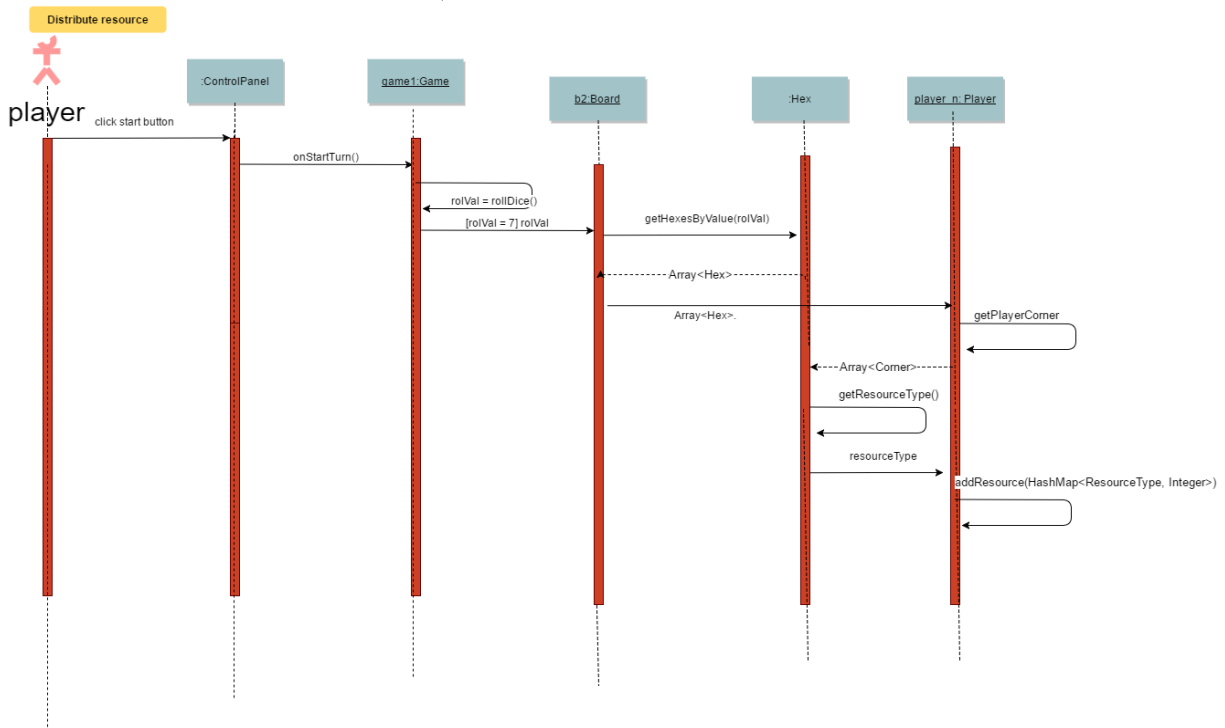 Distribute resource
player
:ControlPanel
game1:Game
b2:Board
:Hex
player_n: Player
click start button
onStartTurn()
rolVal = rollDice()
[rolVal = 7] rolVal
getHexesByValue(rolVal)
Array<Hex>
Array<Hex>.
getPlayerCorner
Array<Corner>
getResourceType()
resourceType
addResource(HashMap<ResourceType, Integer>)